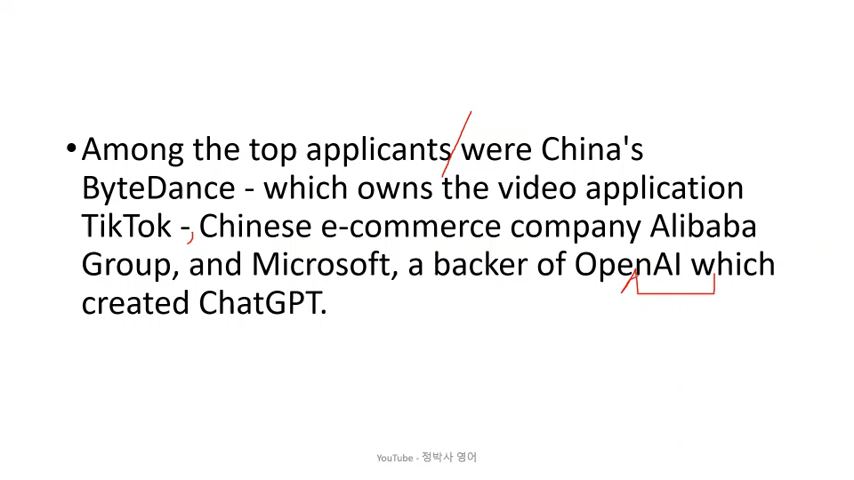 •Among the top applicants were China's
ByteDance - which owns the video application
TikTok -, Chinese e-commerce company Alibaba
Group, and Microsoft, a backer of OpenAI which
created ChatGPT.
YouTube - 정박사 영어